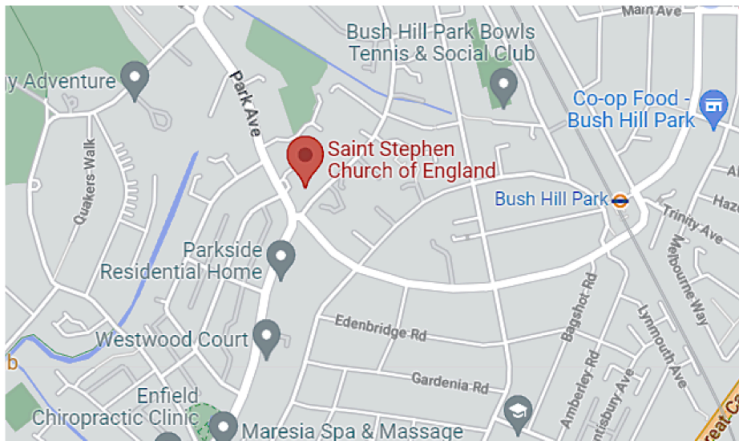 Main Ave
Bush Hill Park Bowls
Tennis & Social Club
y Adventure
Park Ave
Co-op Food -
Bush Hill Park
Saint Stephen
Church of England
Quakers Walk
Bush Hill Park
Trinity Ave
Parkside
Residential Home
Melbourne Way
Bagshot Rd
Lynmouth Ave
Edenbridge Rd
Westwood Court
b
Gardenia Rd
Amberley Rd
Enfield
Chiropractic Clinic
Maresia Spa & Massage